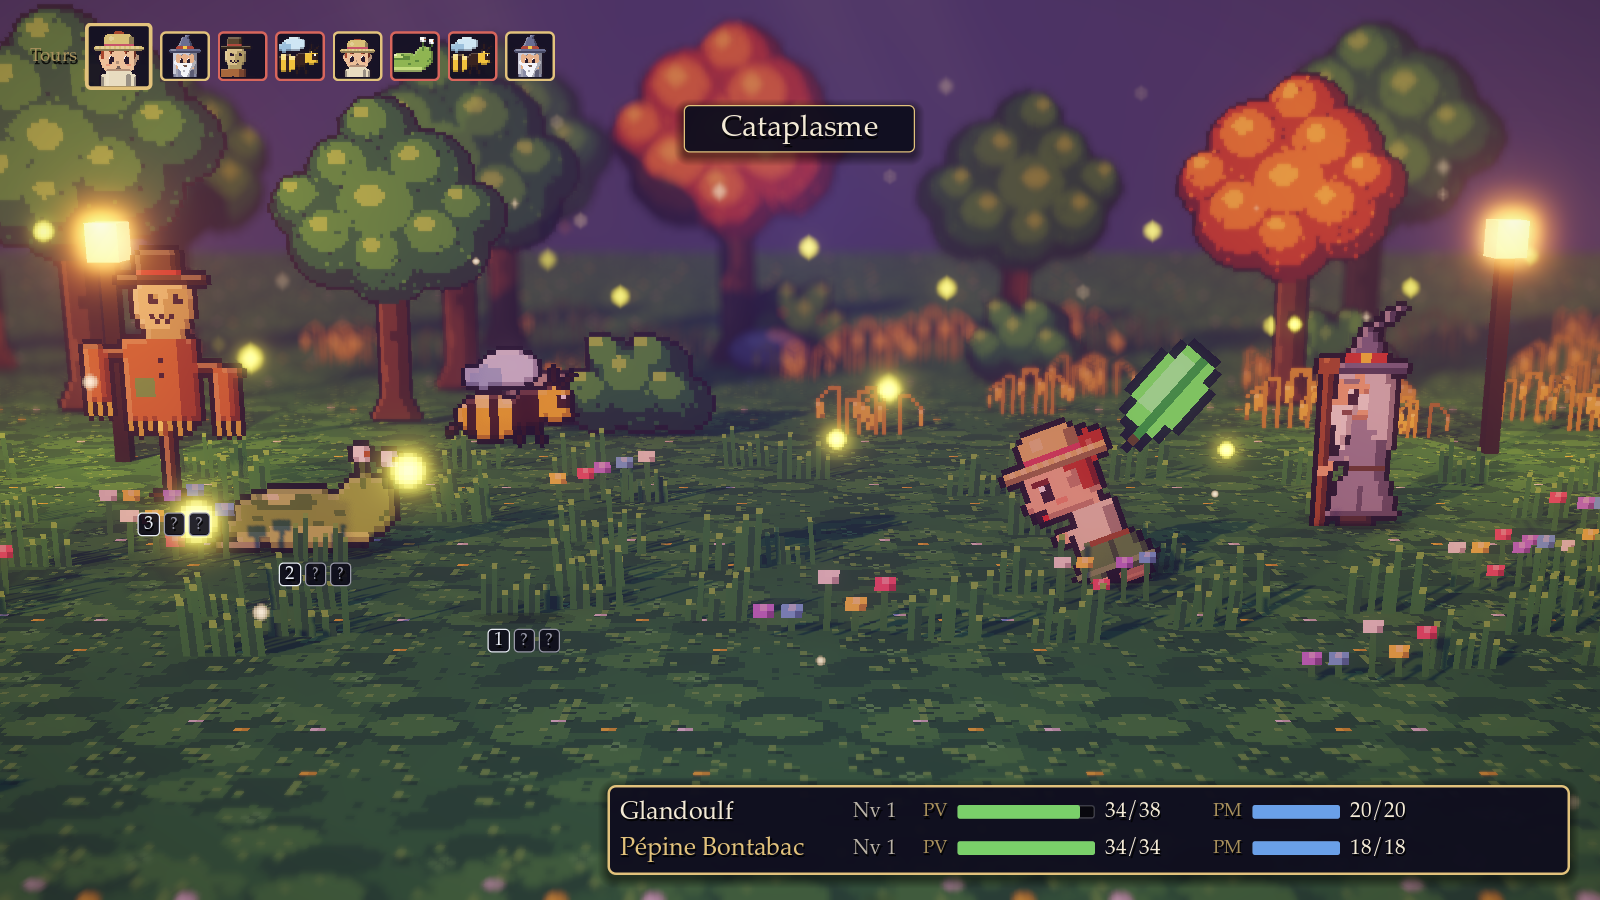 Tours
Cataplasme
3 ? ?
2 ? ?
1 ? ?
Glandoulf Nv 1 PV 34/38 PM 20/20
Pépine Bontabac Nv 1 PV 34/34 PM 18/18